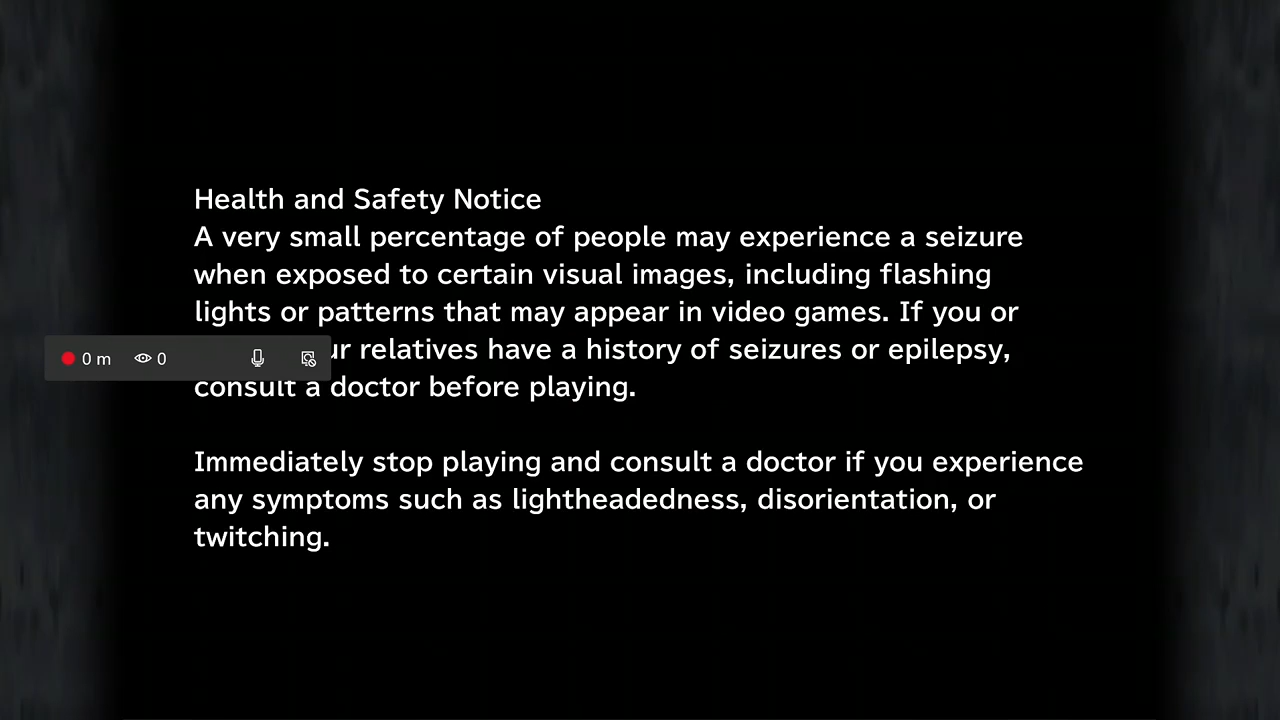 Health and Safety Notice
A very small percentage of people may experience a seizure
when exposed to certain visual images, including flashing
lights or patterns that may appear in video games. If you or
0 m 0
relatives have a history of seizures or epilepsy,
consult a doctor before playing.
Immediately stop playing and consult a doctor if you experience
any symptoms such as lightheadedness, disorientation, or
twitching.